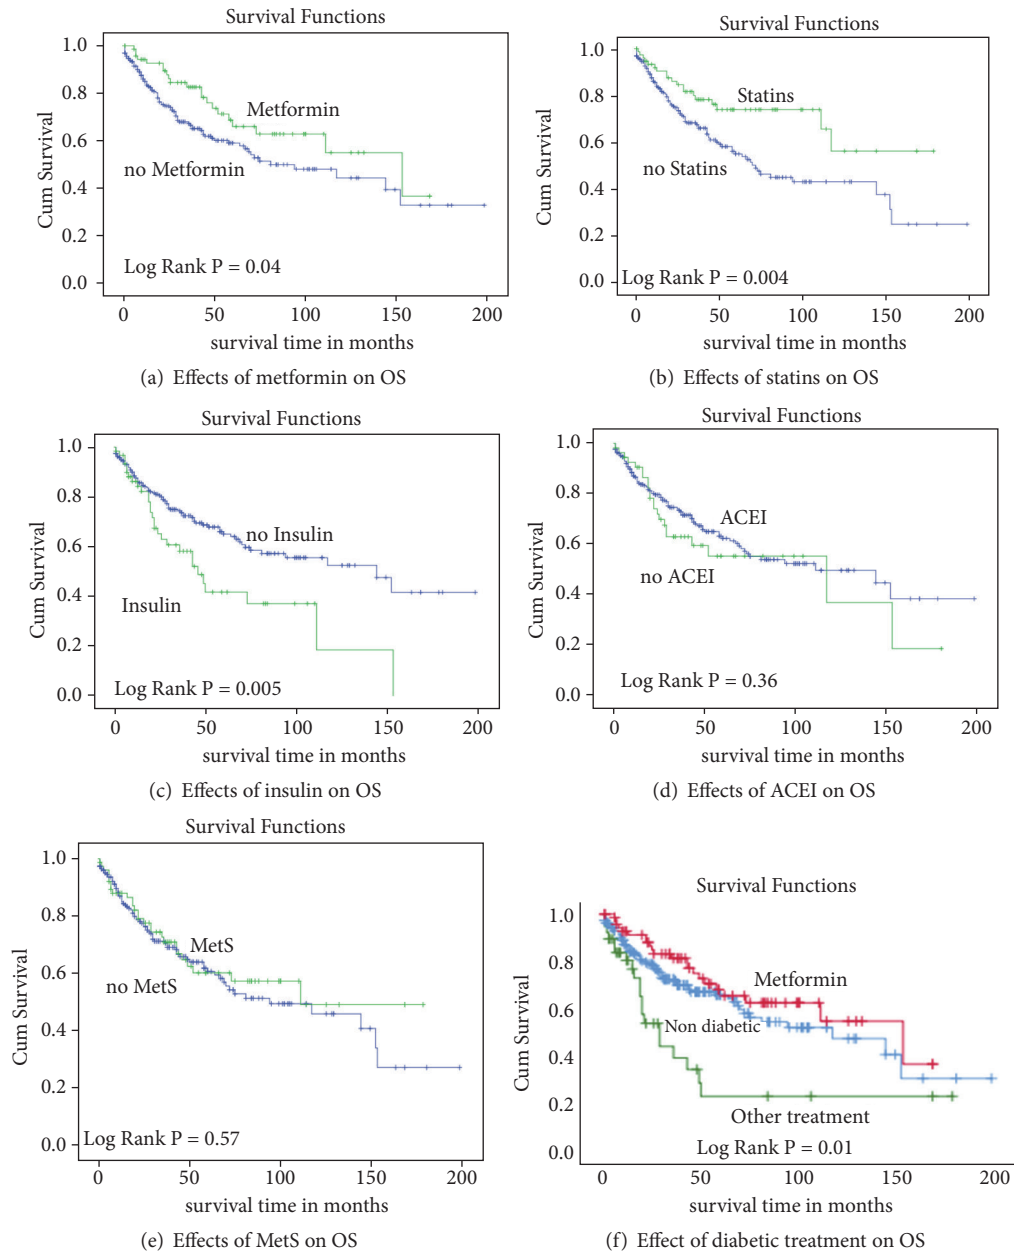 Survival Functions
1.0
0.8
0.6
0.4
0.2
0.0
Cum Survival
Metformin
no Metformin
Log Rank P = 0.04
0 50 100 150 200
survival time in months
(a) Effects of metformin on OS
Survival Functions
1.0
0.8
0.6
0.4
0.2
0.0
Cum Survival
Statins
no Statins
Log Rank P = 0.004
0 50 100 150 200
survival time in months
(b) Effects of statins on OS
Survival Functions
1.0
0.8
0.6
0.4
0.2
0.0
Cum Survival
no Insulin
Insulin
Log Rank P = 0.005
0 50 100 150 200
survival time in months
(c) Effects of insulin on OS
Survival Functions
1.0
0.8
0.6
0.4
0.2
0.0
Cum Survival
ACEI
no ACEI
Log Rank P = 0.36
0 50 100 150 200
survival time in months
(d) Effects of ACEI on OS
Survival Functions
1.0
0.8
0.6
0.4
0.2
0.0
Cum Survival
MetS
no MetS
Log Rank P = 0.57
0 50 100 150 200
survival time in months
(e) Effects of MetS on OS
Survival Functions
1.0
0.8
0.6
0.4
0.2
0.0
Cum Survival
Metformin
Non diabetic
Other treatment
Log Rank P = 0.01
0 50 100 150 200
survival time in months
(f) Effect of diabetic treatment on OS